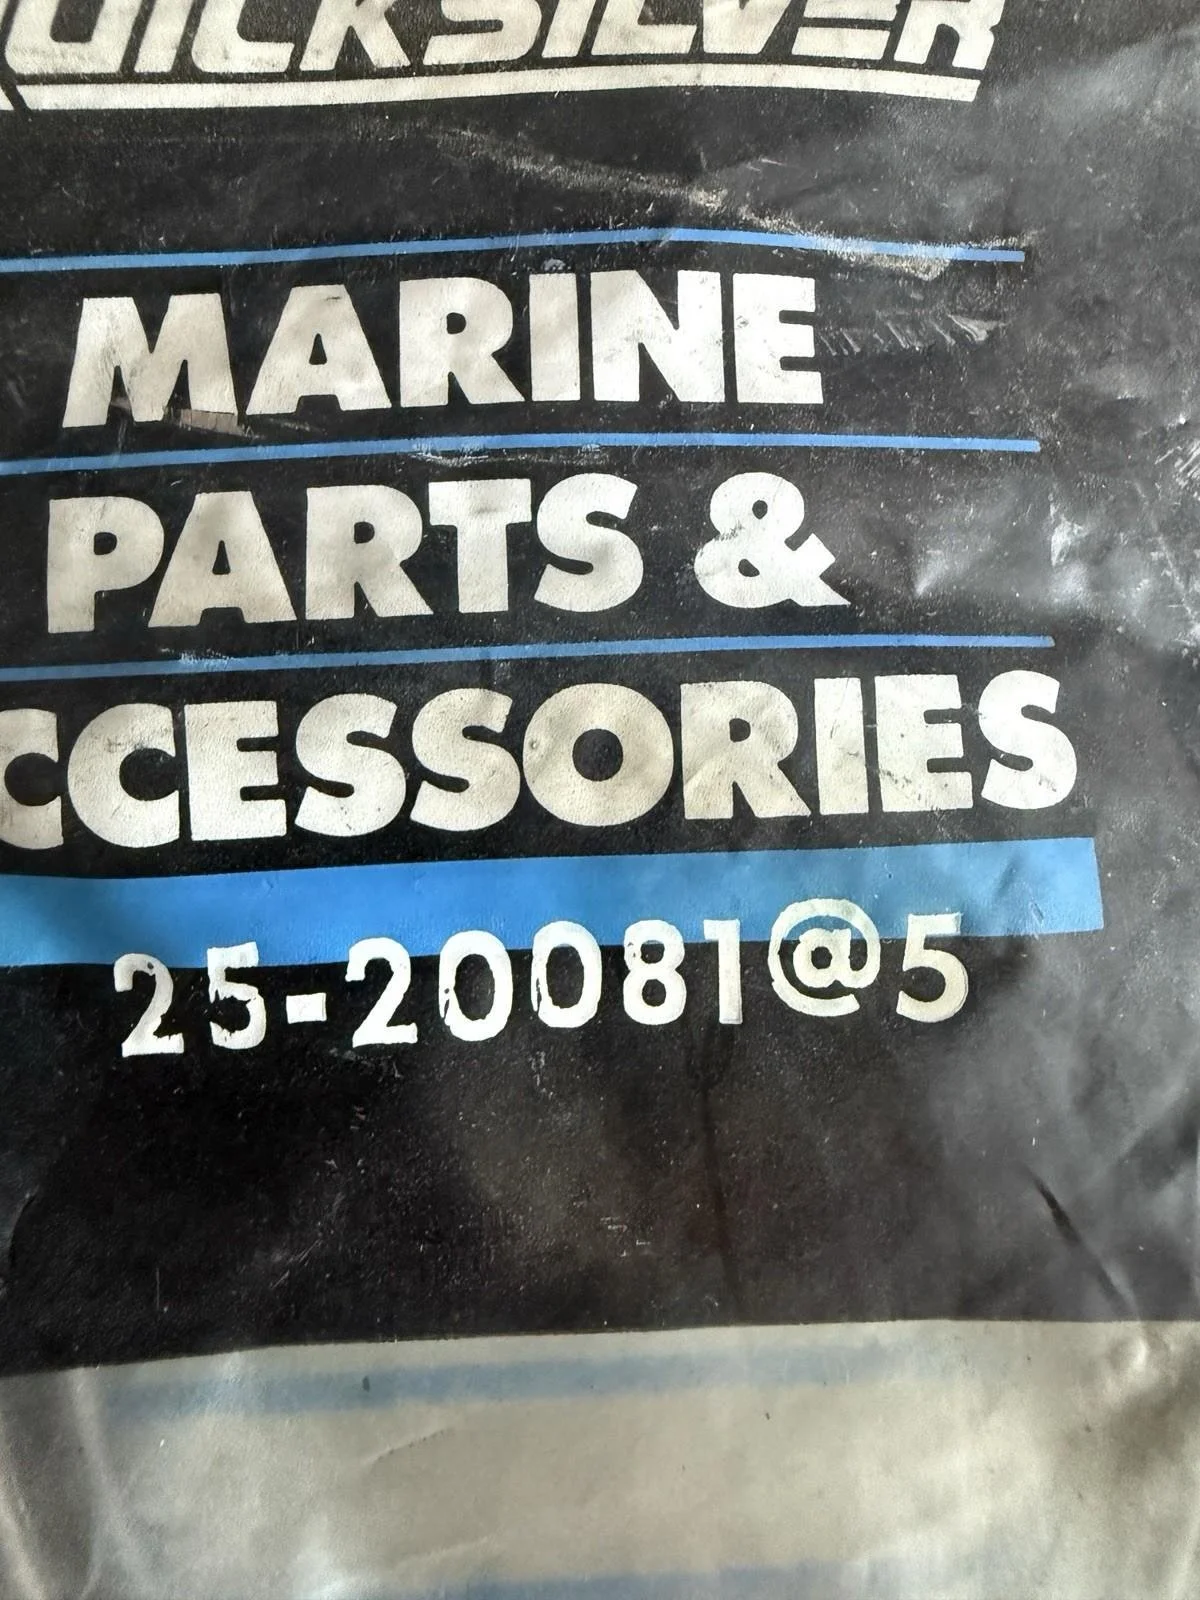 QUICKSILVER
MARINE
PARTS &
CCESSORIES
25-20081@5